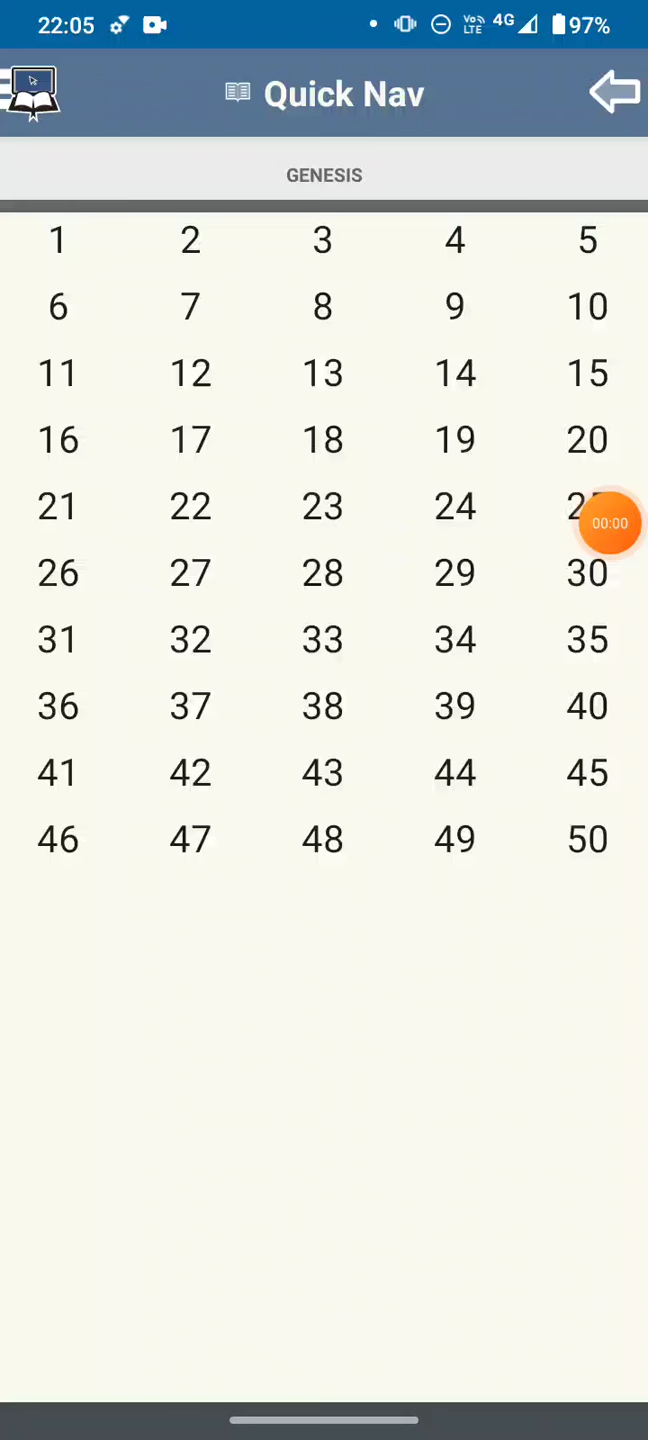 22:05 Vo LTE 4G 97%
Quick Nav
GENESIS
1 2 3 4 5
6 7 8 9 10
11 12 13 14 15
16 17 18 19 20
21 22 23 24
00:00
26 27 28 29 30
31 32 33 34 35
36 37 38 39 40
41 42 43 44 45
46 47 48 49 50